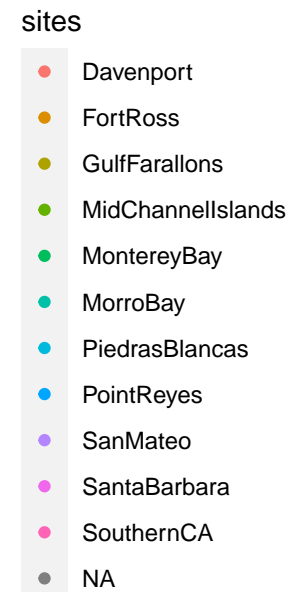 sites
Davenport
FortRoss
GulfFarallons
MidChannelIslands
MontereyBay
MorroBay
PiedrasBlancas
PointReyes
SanMateo
SantaBarbara
SouthernCA
NA